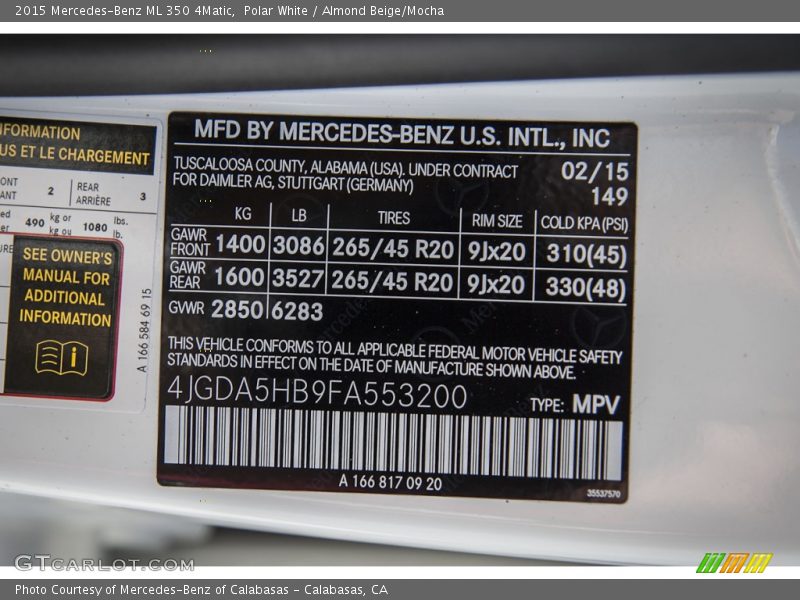 2015 Mercedes-Benz ML 350 4Matic,  Polar White / Almond Beige/Mocha
NFORMATION
US ET LE CHARGEMENT
2
REAR
ARRIÈRE
3
490 kg or
kg ou 1080 lbs.
lb.
SEE OWNER'S
MANUAL FOR
ADDITIONAL
INFORMATION
A 166 584 69 15
MFD BY MERCEDES-BENZ U.S. INTL., INC
TUSCALOOSA COUNTY, ALABAMA (USA). UNDER CONTRACT
FOR DAIMLER AG, STUTTGART (GERMANY)
02/15
149
KG LB TIRES RIM SIZE COLD KPA (PSI)
GAWR FRONT 1400 3086 265/45 R20 9Jx20 310(45)
GAWR REAR 1600 3527 265/45 R20 9Jx20 330(48)
GWR 2850 6283
THIS VEHICLE CONFORMS TO ALL APPLICABLE FEDERAL MOTOR VEHICLE SAFETY
STANDARDS IN EFFECT ON THE DATE OF MANUFACTURE SHOWN ABOVE.
4JGDA5HB9FA553200
TYPE: MPV
A 166 817 09 20
35537570
GTCARLOT.COM
Photo Courtesy of Mercedes-Benz of Calabasas - Calabasas, CA